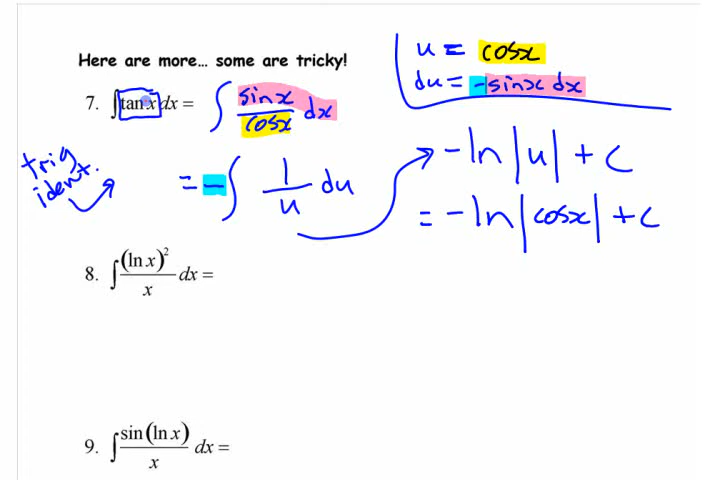 Here are more... some are tricky!
u = cosx
du = -sinx dx
7. ∫tan x dx = ∫ sinx/cosx dx
trig ident.
= -∫ 1/u du
-ln|u| + C
= -ln|cosx| + C
8. ∫(ln x)²/x dx =
9. ∫sin(ln x)/x dx =